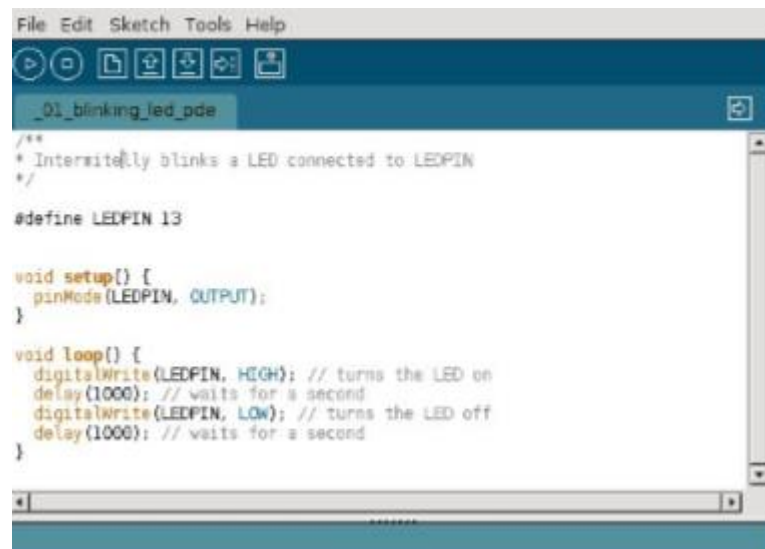 File Edit Sketch Tools Help
_01_blinking_led_pde
/**
* Intermitelly blinks a LED connected to LEDPIN
*/
#define LEDPIN 13
void setup() {
pinMode(LEDPIN, OUTPUT);
}
void loop() {
digitalWrite(LEDPIN, HIGH); // turns the LED on
delay(1000); // waits for a second
digitalWrite(LEDPIN, LOW); // turns the LED off
delay(1000); // waits for a second
}